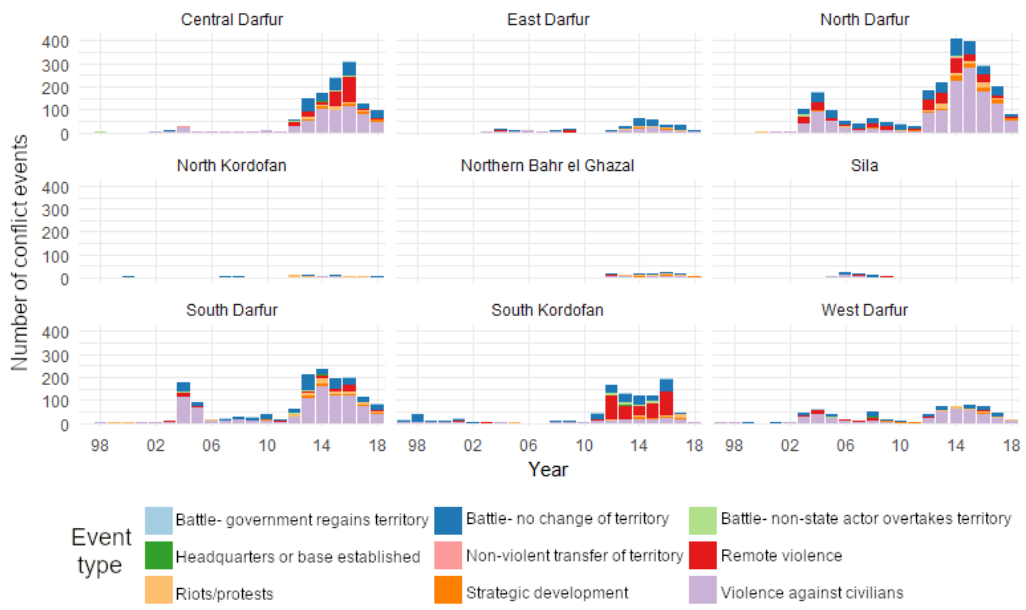 Central Darfur East Darfur North Darfur
400
300
200
100
0
North Kordofan Northern Bahr el Ghazal Sila
400
300
200
100
0
South Darfur South Kordofan West Darfur
400
300
200
100
0
98 02 06 10 14 18 98 02 06 10 14 18 98 02 06 10 14 18
Number of conflict events
Year
Event type
Battle- government regains territory Battle- no change of territory Battle- non-state actor overtakes territory
Headquarters or base established Non-violent transfer of territory Remote violence
Riots/protests Strategic development Violence against civilians